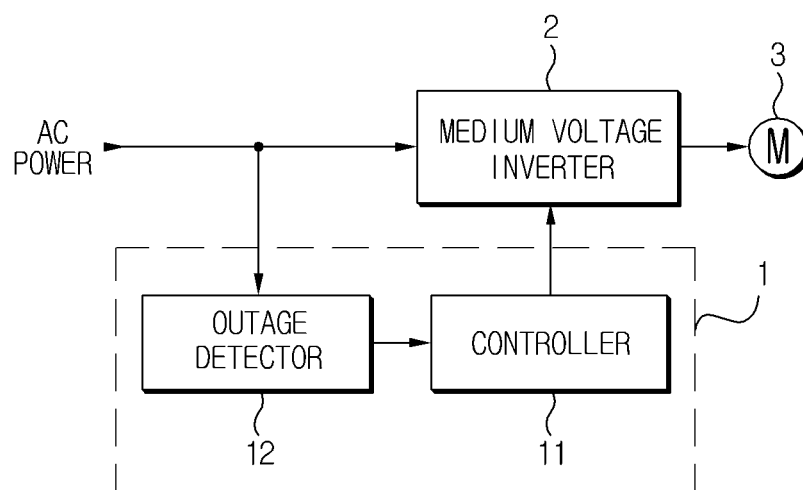 2
3
AC
POWER
MEDIUM VOLTAGE
INVERTER
M
1
OUTAGE
DETECTOR
CONTROLLER
12
11